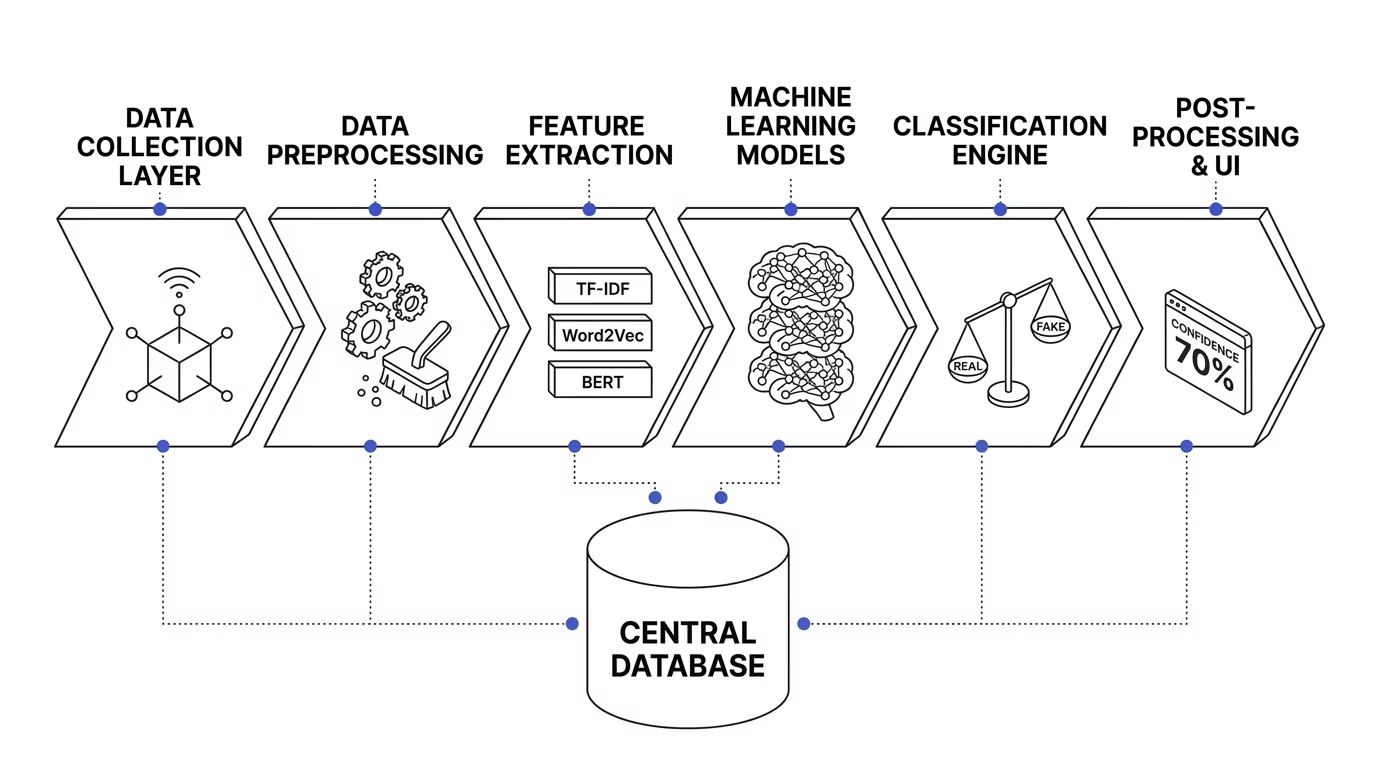 DATA
COLLECTION
LAYER
DATA
PREPROCESSING
FEATURE
EXTRACTION
MACHINE
LEARNING
MODELS
CLASSIFICATION
ENGINE
POST-
PROCESSING
& UI
TF-IDF
Word2Vec
BERT
REAL
FAKE
CONFIDENCE
70%
CENTRAL
DATABASE